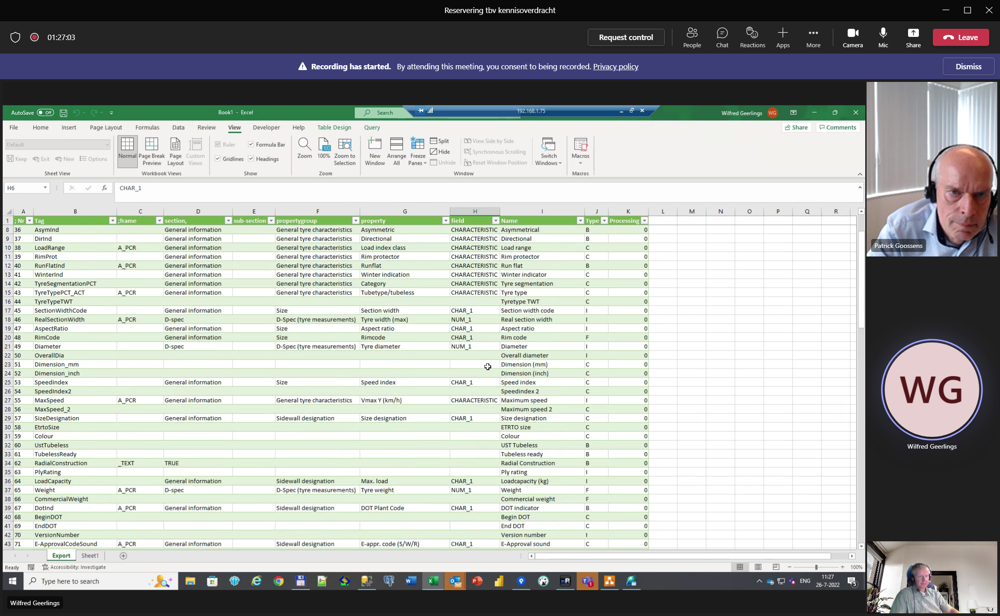 Reservering tbv kennisoverdracht
01:27:03
Request control
People
Chat
Reactions
Apps
More
Camera
Mic
Share
Leave
Recording has started. By attending this meeting, you consent to being recorded. Privacy policy
Dismiss
AutoSave Off
Book1 - Excel
Search
192.168.1.75
Wilfred Geerlings WG
File Home Insert Page Layout Formulas Data Review View Developer Help Table Design Query
Share Comments
Default
Keep Exit New Options
Sheet View
Normal
Page Break Preview
Page Layout
Custom Views
Workbook Views
Ruler Formula Bar
Gridlines Headings
Show
Zoom
100 100%
Zoom to Selection
Zoom
New Window
Arrange All
Freeze Panes
Split
Hide
Unhide
View Side by Side
Synchronous Scrolling
Reset Window Position
Window
Switch Windows
Macros
Macros
H6 fx CHAR_1
A B C D E F G H I J K L M N O P Q R
1 ; Nr Tag ;frame section, sub-section propertygroup property field Name Type Processing
8 36 AsymInd General information General tyre characteristics Asymmetric CHARACTERISTIC Asymmetrical B 0
9 37 DirInd General information General tyre characteristics Directional CHARACTERISTIC Directional B 0
10 38 LoadRange A_PCR General information General tyre characteristics Load index class CHARACTERISTIC Load range C 0
11 39 RimProt General information General tyre characteristics Rim protector CHARACTERISTIC Rim protector C 0
12 40 RunFlatInd A_PCR General information General tyre characteristics Runflat CHARACTERISTIC Run flat B 0
13 41 WinterInd General information General tyre characteristics Winter indication CHARACTERISTIC Winter indicator C 0
14 42 TyreSegmentationPCT General information General tyre characteristics Category CHARACTERISTIC Tyre segmentation C 0
15 43 TyreTypePCT_ACT A_PCR General information General tyre characteristics Tubetype/tubeless CHARACTERISTIC Tyre type C 0
16 44 TyreTypeTWT Tyretype TWT C 0
17 45 SectionWidthCode General information Size Section width CHAR_1 Section width code I 0
18 46 RealSectionWidth A_PCR D-spec D-Spec (tyre measurements) Tyre width (max) NUM_1 Real section width I 0
19 47 AspectRatio General information Size Aspect ratio CHAR_1 Aspect ratio I 0
20 48 RimCode General information Size Rimcode CHAR_1 Rim code F 0
21 49 Diameter D-spec D-Spec (tyre measurements) Tyre diameter NUM_1 Diameter I 0
22 50 OverallDia Overall diameter I 0
23 51 Dimension_mm Dimension (mm) C 0
24 52 Dimension_inch Dimension (inch) C 0
25 53 SpeedIndex General information Size Speed index CHAR_1 Speed index C 0
26 54 SpeedIndex2 Speedindex 2 C 0
27 55 MaxSpeed A_PCR General information General tyre characteristics Vmax Y (km/h) CHARACTERISTIC Maximum speed I 0
28 56 MaxSpeed_2 Maximum speed 2 C 0
29 57 SizeDesignation General information Sidewall designation Size designation CHAR_1 Size designation C 0
30 58 EtrtoSize ETRTO size C 0
31 59 Colour Colour C 0
32 60 UstTubeless UST Tubeless B 0
33 61 TubelessReady Tubeless ready B 0
34 62 RadialConstruction _TEXT TRUE Radial Construction B 0
35 63 PlyRating Ply rating I 0
36 64 LoadCapacity General information Sidewall designation Max. load CHAR_1 Loadcapacity (kg) I 0
37 65 Weight A_PCR D-spec D-Spec (tyre measurements) Tyre weight NUM_1 Weight F 0
38 66 CommercialWeight Commercial weight F 0
39 67 DotInd A_PCR General information Sidewall designation DOT Plant Code CHAR_1 DOT indicator B 0
40 68 BeginDOT Begin DOT C 0
41 69 EndDOT End DOT C 0
42 70 VersionNumber Version number I 0
43 71 E-ApprovalCodeSound A_PCR General information Sidewall designation E-appr. code (S/W/R) CHAR_1 E-Approval sound C 0
Export Sheet1
Ready Accessibility: Investigate
100%
Type here to search
ENG
11:27
26-7-2022
5
Wilfred Geerlings
Patrick Goossens
WG
Wilfred Geerlings